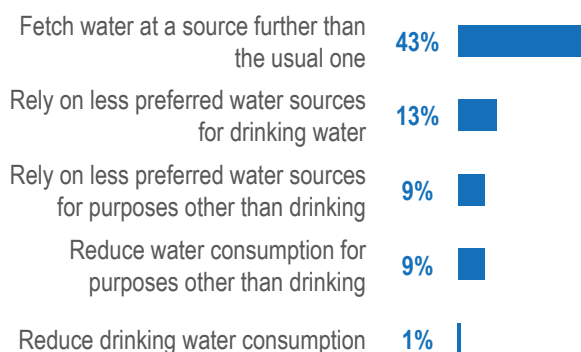 Fetch water at a source further than
the usual one
43%
Rely on less preferred water sources
for drinking water
13%
Rely on less preferred water sources
for purposes other than drinking
9%
Reduce water consumption for
purposes other than drinking
9%
Reduce drinking water consumption
1%